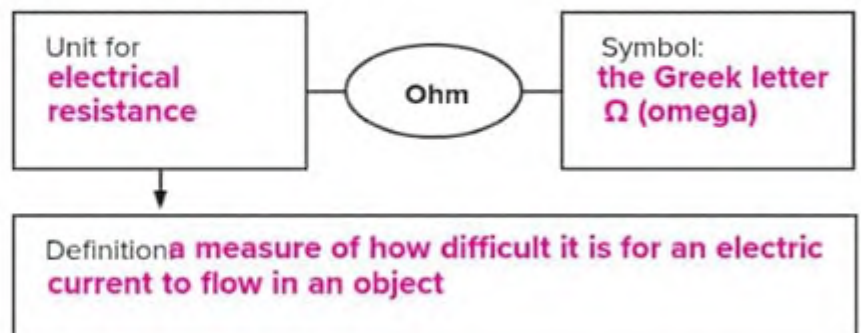 Unit for
electrical
resistance
Ohm
Symbol:
the Greek letter
Ω (omega)
Definitiona measure of how difficult it is for an electric
current to flow in an object